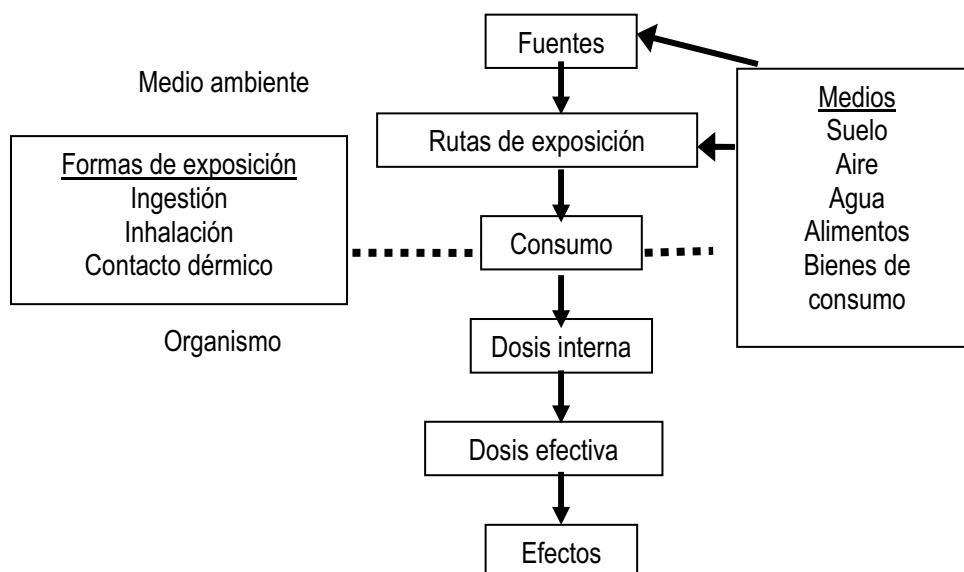 Fuentes
Medio ambiente
Medios
Suelo
Aire
Agua
Alimentos
Bienes de
consumo
Rutas de exposición
Formas de exposición
Ingestión
Inhalación
Contacto dérmico
Consumo
Organismo
Dosis interna
Dosis efectiva
Efectos